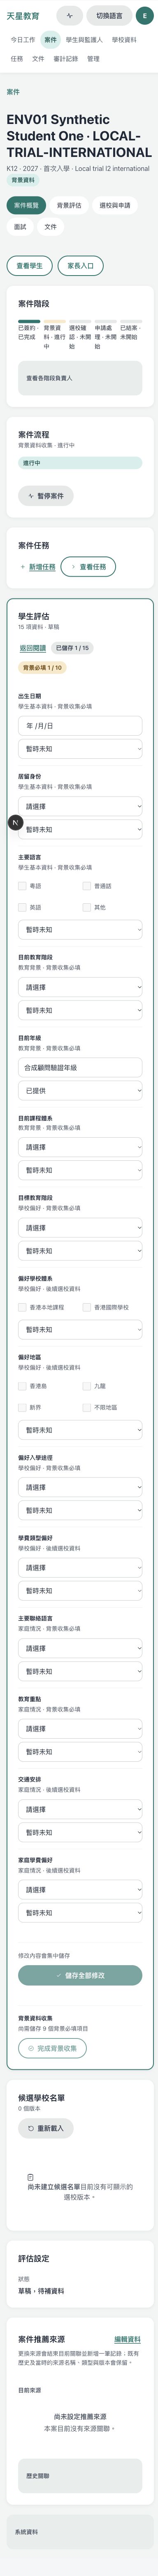 天星教育
切換語言
E
今日工作
案件
學生與監護人
學校資料
任務
文件
審計記錄
管理
案件
ENV01 Synthetic
Student One · LOCAL-
TRIAL-INTERNATIONAL
K12 · 2027 · 首次入學 · Local trial I2 international
背景資料
案件概覽
背景評估
選校與申請
面試
文件
查看學生
家長入口
案件階段
已簽約 · 已完成
背景資料 · 進行中
選校確認 · 未開始
申請處理 · 未開始
已結案 · 未開始
查看各階段負責人
案件流程
背景資料收集 · 進行中
進行中
暫停案件
案件任務
新增任務
查看任務
學生評估
15 項資料 · 草稿
返回閱讀
已儲存 1 / 15
背景必填 1 / 10
出生日期
學生基本資料 · 背景收集必填
年 /月/日
暫時未知
居留身份
學生基本資料 · 背景收集必填
請選擇
暫時未知
N
主要語言
學生基本資料 · 背景收集必填
粵語
普通話
英語
其他
暫時未知
目前教育階段
教育背景 · 背景收集必填
請選擇
暫時未知
目前年級
教育背景 · 背景收集必填
合成顧問驗證年級
已提供
目前課程體系
教育背景 · 背景收集必填
請選擇
暫時未知
目標教育階段
學校偏好 · 背景收集必填
請選擇
暫時未知
偏好學校體系
學校偏好 · 後續選校資料
香港本地課程
香港國際學校
暫時未知
偏好地區
學校偏好 · 後續選校資料
香港島
九龍
新界
不限地區
暫時未知
偏好入學途徑
學校偏好 · 背景收集必填
請選擇
暫時未知
學費類型偏好
學校偏好 · 後續選校資料
請選擇
暫時未知
主要聯絡語言
家庭情況 · 背景收集必填
請選擇
暫時未知
教育重點
家庭情況 · 背景收集必填
請選擇
暫時未知
交通安排
家庭情況 · 後續選校資料
請選擇
暫時未知
家庭學費偏好
家庭情況 · 後續選校資料
請選擇
暫時未知
修改內容會集中儲存
儲存全部修改
背景資料收集
尚需儲存 9 個背景必填項目
完成背景收集
候選學校名單
0 個版本
重新載入
尚未建立候選名單目前沒有可顯示的
選校版本。
評估設定
狀態
草稿，待補資料
案件推薦來源
編輯資料
更換來源會結束目前關聯並新增一筆記錄；既有
歷史及當時的來源名稱、類型與版本會保留。
目前來源
尚未設定推薦來源
本案目前沒有來源關聯。
歷史關聯
系統資料